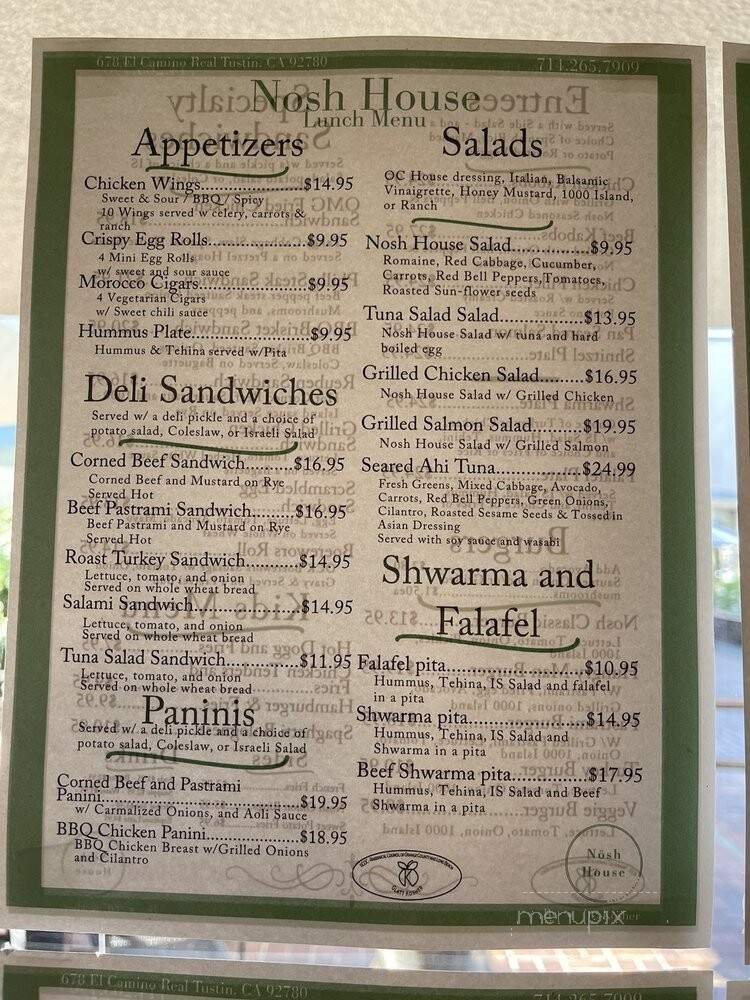 678 El Camino Real Tustin, CA 92780
714.265.7909
Nosh House
Lunch Menu
Appetizers
Chicken Wings.....................$14.95
Sweet & Sour / BBQ / Spicy
10 Wings served w celery, carrots &
ranch
Crispy Egg Rolls....................$9.95
4 Mini Egg Rolls
w/ sweet and sour sauce
Morocco Cigars.....................$9.95
4 Vegetarian Cigars
w/ Sweet chili sauce
Hummus Plate......................$9.95
Hummus & Tehina served w/Pita
Deli Sandwiches
Served w/ a deli pickle and a choice of
potato salad, Coleslaw, or Israeli Salad
Corned Beef Sandwich..........$16.95
Corned Beef and Mustard on Rye
Served Hot
Beef Pastrami Sandwich.........$16.95
Beef Pastrami and Mustard on Rye
Served Hot
Roast Turkey Sandwich..........$14.95
Lettuce, tomato, and onion
Served on whole wheat bread
Salami Sandwich.....................$14.95
Lettuce, tomato, and onion
Served on whole wheat bread
Tuna Salad Sandwich..............$11.95
Lettuce, tomato, and onion
Served on whole wheat bread
Paninis
Served w/ a deli pickle and a choice of
potato salad, Coleslaw, or Israeli Salad
Corned Beef and Pastrami
Panini......................................$19.95
w/ Carmalized Onions, and Aoli Sauce
BBQ Chicken Panini................$18.95
BBQ Chicken Breast w/Grilled Onions
and Cilantro
Salads
OC House dressing, Italian, Balsamic
Vinaigrette, Honey Mustard, 1000 Island,
or Ranch
Nosh House Salad................$9.95
Romaine, Red Cabbage, Cucumber,
Carrots, Red Bell Peppers,Tomatoes,
Roasted Sun-flower seeds
Tuna Salad Salad.................$13.95
Nosh House Salad w/ tuna and hard
boiled egg
Grilled Chicken Salad.........$16.95
Nosh House Salad w/ Grilled Chicken
Grilled Salmon Salad..........$19.95
Nosh House Salad w/ Grilled Salmon
Seared Ahi Tuna..................$24.99
Fresh Greens, Mixed Cabbage, Avocado,
Carrots, Red Bell Peppers, Green Onions,
Cilantro, Roasted Sesame Seeds & Tossed in
Asian Dressing
Served with soy sauce and wasabi
Shwarma and
Falafel
Falafel pita............................$10.95
Hummus, Tehina, IS Salad and falafel
in a pita
Shwarma pita........................$14.95
Hummus, Tehina, IS Salad and
Shwarma in a pita
Beef Shwarma pita................$17.95
Hummus, Tehina, IS Salad and Beef
Shwarma in a pita
Nosh
House
GLATT KOSHER
menupix
678 El Camino Real Tustin, CA 92780
714.265.7909